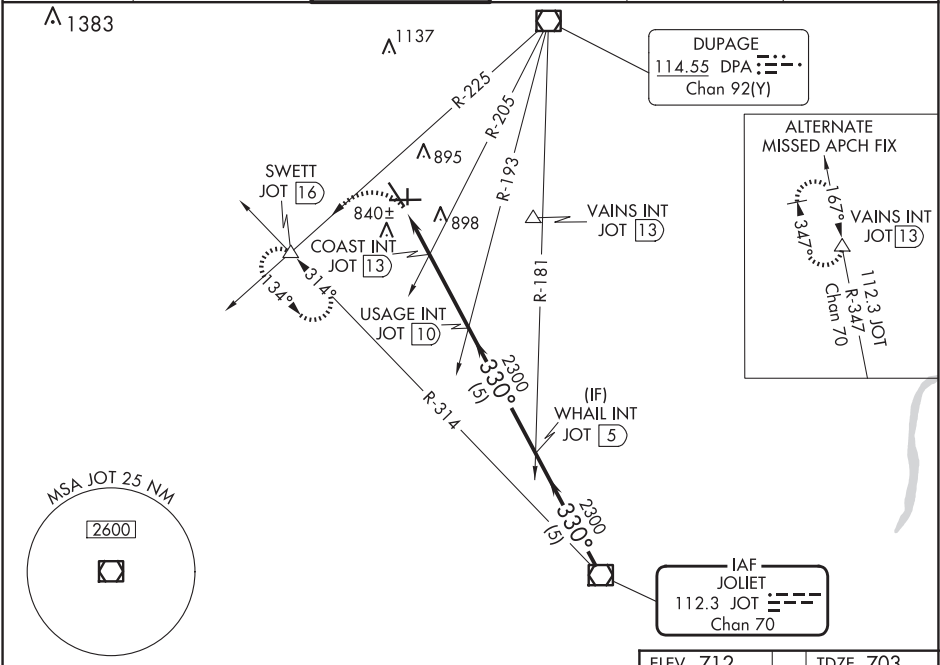 1383
1137
DUPAGE
114.55 DPA
Chan 92(Y)
R-225
R-205
R-193
R-181
895
898
840±
SWETT
JOT 16
COAST INT
JOT 13
USAGE INT
JOT 10
VAINS INT
JOT 13
ALTERNATE
MISSED APCH FIX
167°
347°
VAINS INT
JOT 13
112.3 JOT
R-347
Chan 70
134°
314°
R-314
2300
330°
(5)
(IF)
WHAIL INT
JOT 5
2300
330°
(5)
MSA JOT 25 NM
2600
IAF
JOLIET
112.3 JOT
Chan 70
ELEV 712
TDZE 703